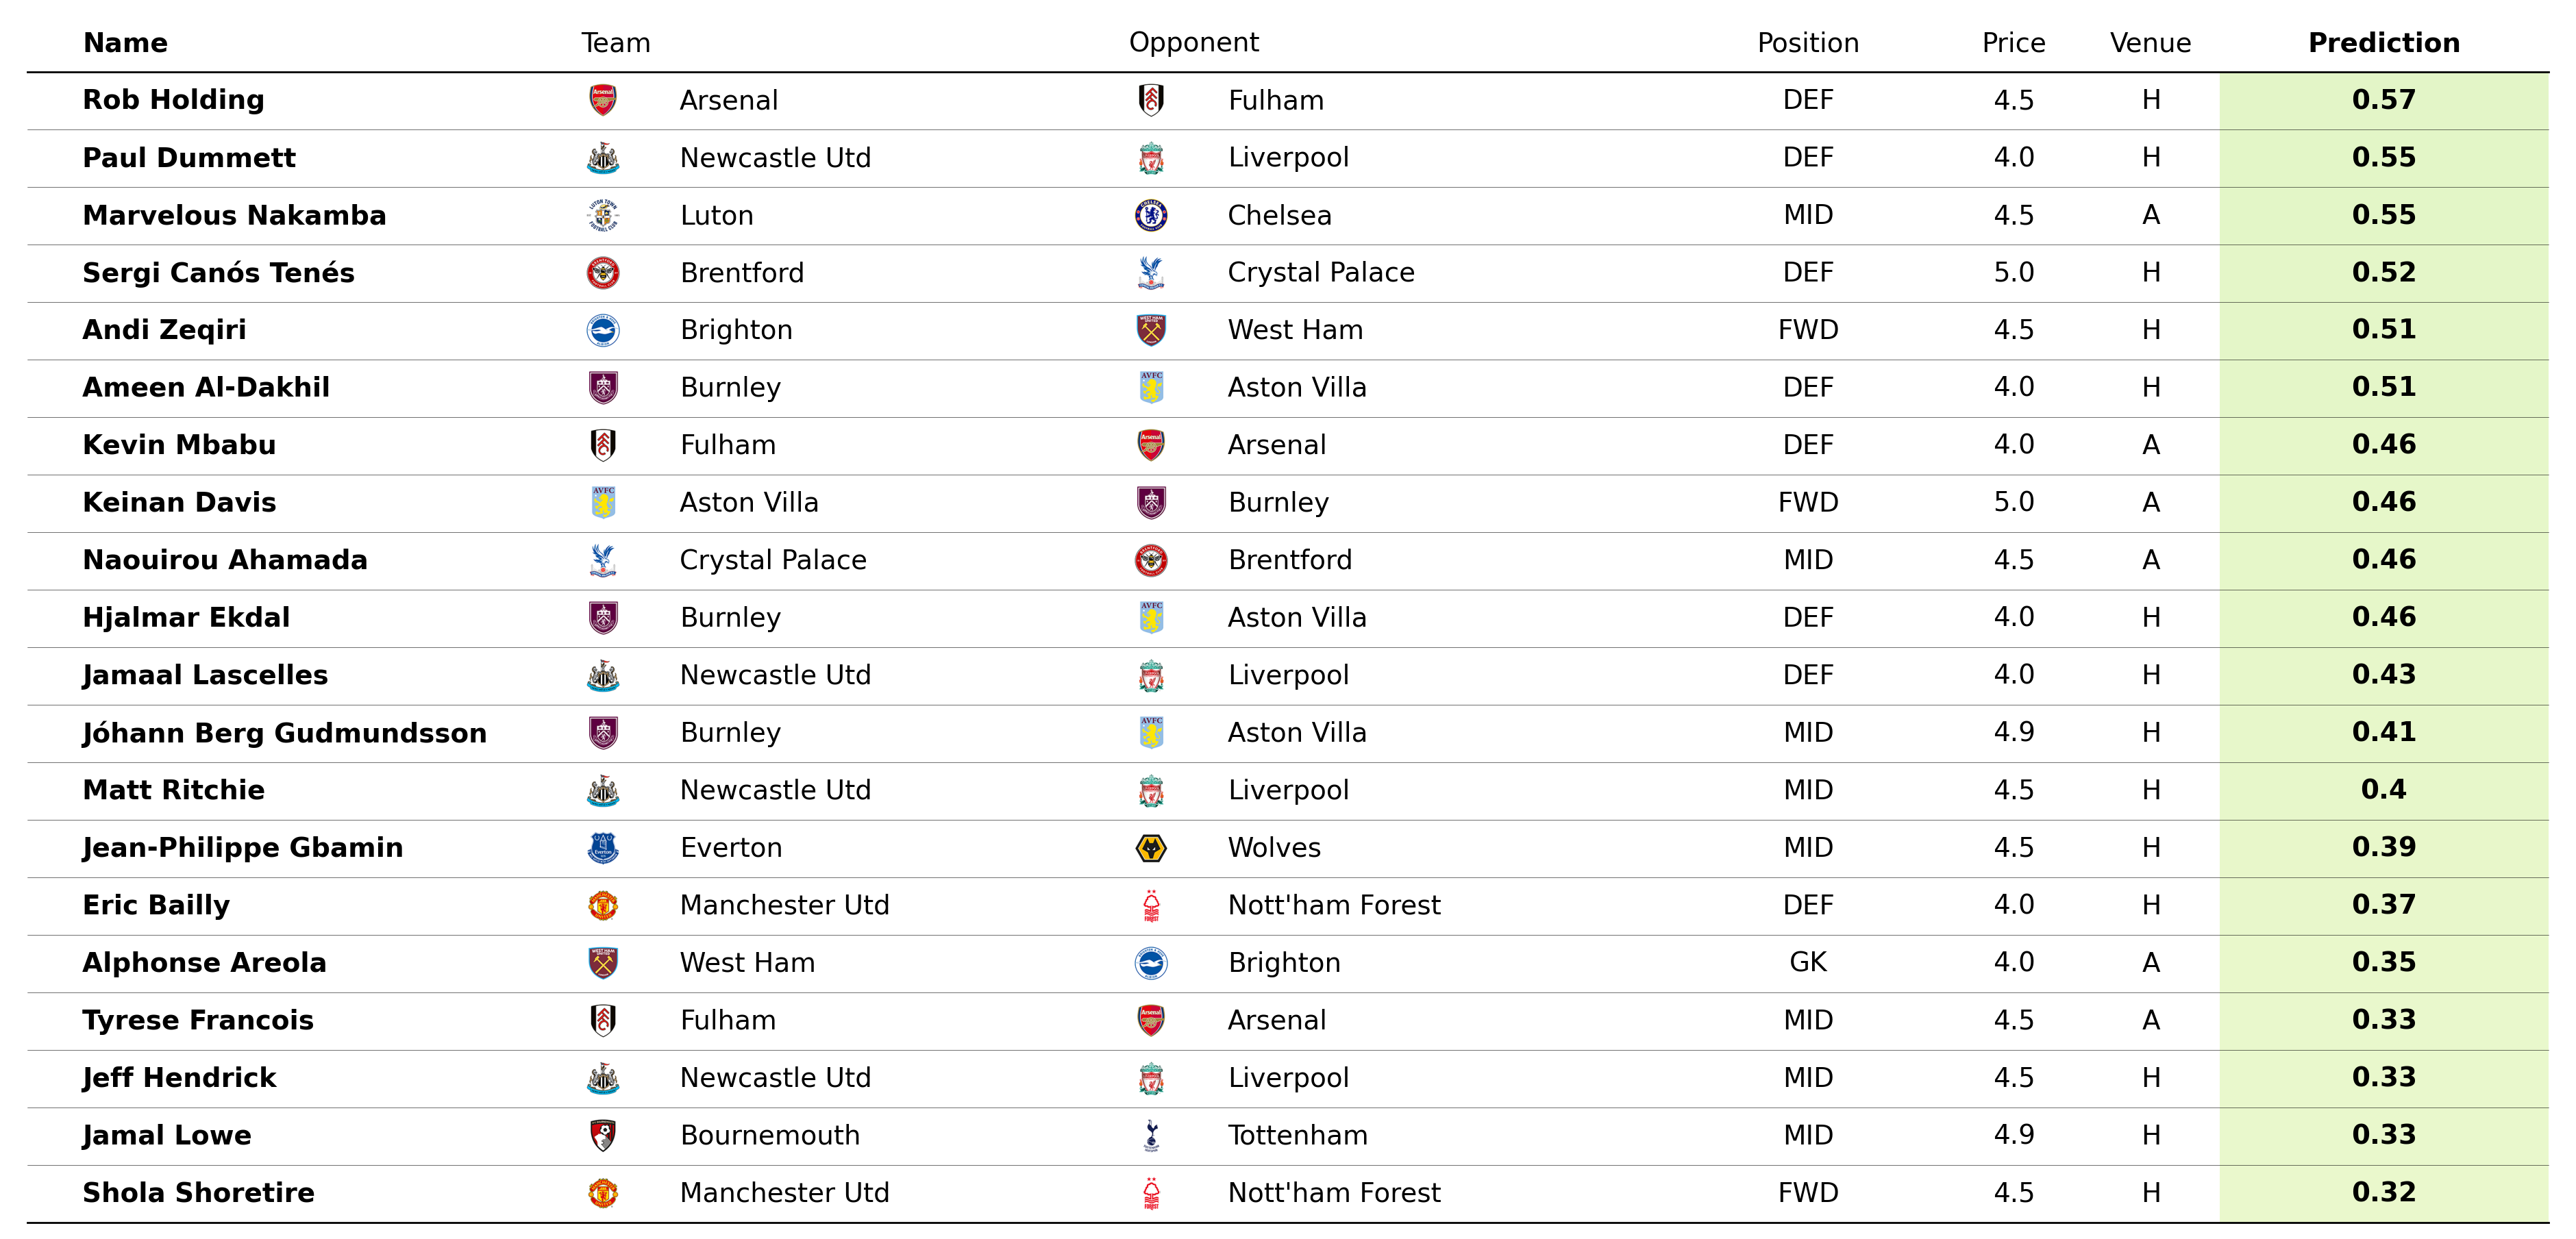 Name Team Opponent Position Price Venue Prediction
Rob Holding Arsenal Fulham DEF 4.5 H 0.57
Paul Dummett Newcastle Utd Liverpool DEF 4.0 H 0.55
Marvelous Nakamba Luton Chelsea MID 4.5 A 0.55
Sergi Canós Tenés Brentford Crystal Palace DEF 5.0 H 0.52
Andi Zeqiri Brighton West Ham FWD 4.5 H 0.51
Ameen Al-Dakhil Burnley Aston Villa DEF 4.0 H 0.51
Kevin Mbabu Fulham Arsenal DEF 4.0 A 0.46
Keinan Davis Aston Villa Burnley FWD 5.0 A 0.46
Naouirou Ahamada Crystal Palace Brentford MID 4.5 A 0.46
Hjalmar Ekdal Burnley Aston Villa DEF 4.0 H 0.46
Jamaal Lascelles Newcastle Utd Liverpool DEF 4.0 H 0.43
Jóhann Berg Gudmundsson Burnley Aston Villa MID 4.9 H 0.41
Matt Ritchie Newcastle Utd Liverpool MID 4.5 H 0.4
Jean-Philippe Gbamin Everton Wolves MID 4.5 H 0.39
Eric Bailly Manchester Utd Nott'ham Forest DEF 4.0 H 0.37
Alphonse Areola West Ham Brighton GK 4.0 A 0.35
Tyrese Francois Fulham Arsenal MID 4.5 A 0.33
Jeff Hendrick Newcastle Utd Liverpool MID 4.5 H 0.33
Jamal Lowe Bournemouth Tottenham MID 4.9 H 0.33
Shola Shoretire Manchester Utd Nott'ham Forest FWD 4.5 H 0.32